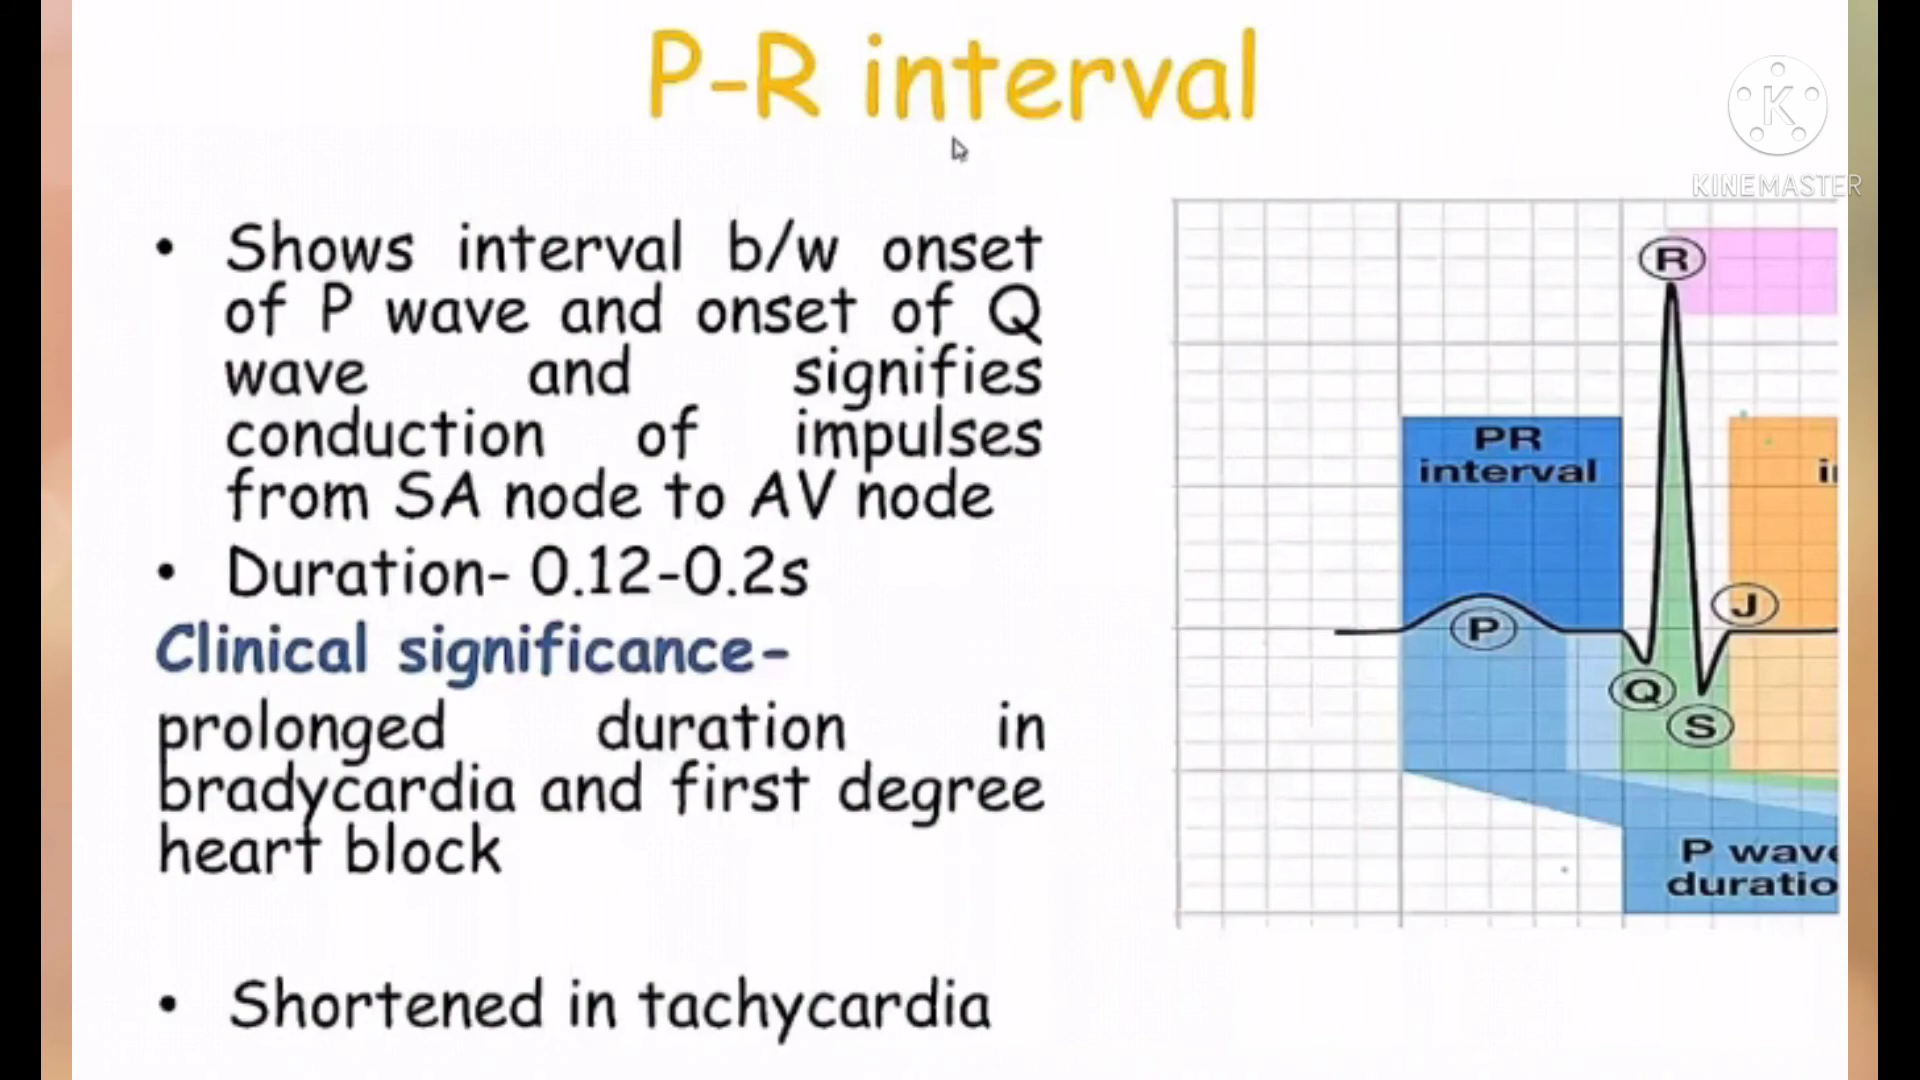 P-R interval
K
KINEMASTER
• Shows interval b/w onset
of P wave and onset of Q
wave and signifies
conduction of impulses
from SA node to AV node
• Duration- 0.12-0.2s
Clinical significance-
prolonged duration in
bradycardia and first degree
heart block
• Shortened in tachycardia
R
PR
interval
J
P
Q
S
P wave
duratio